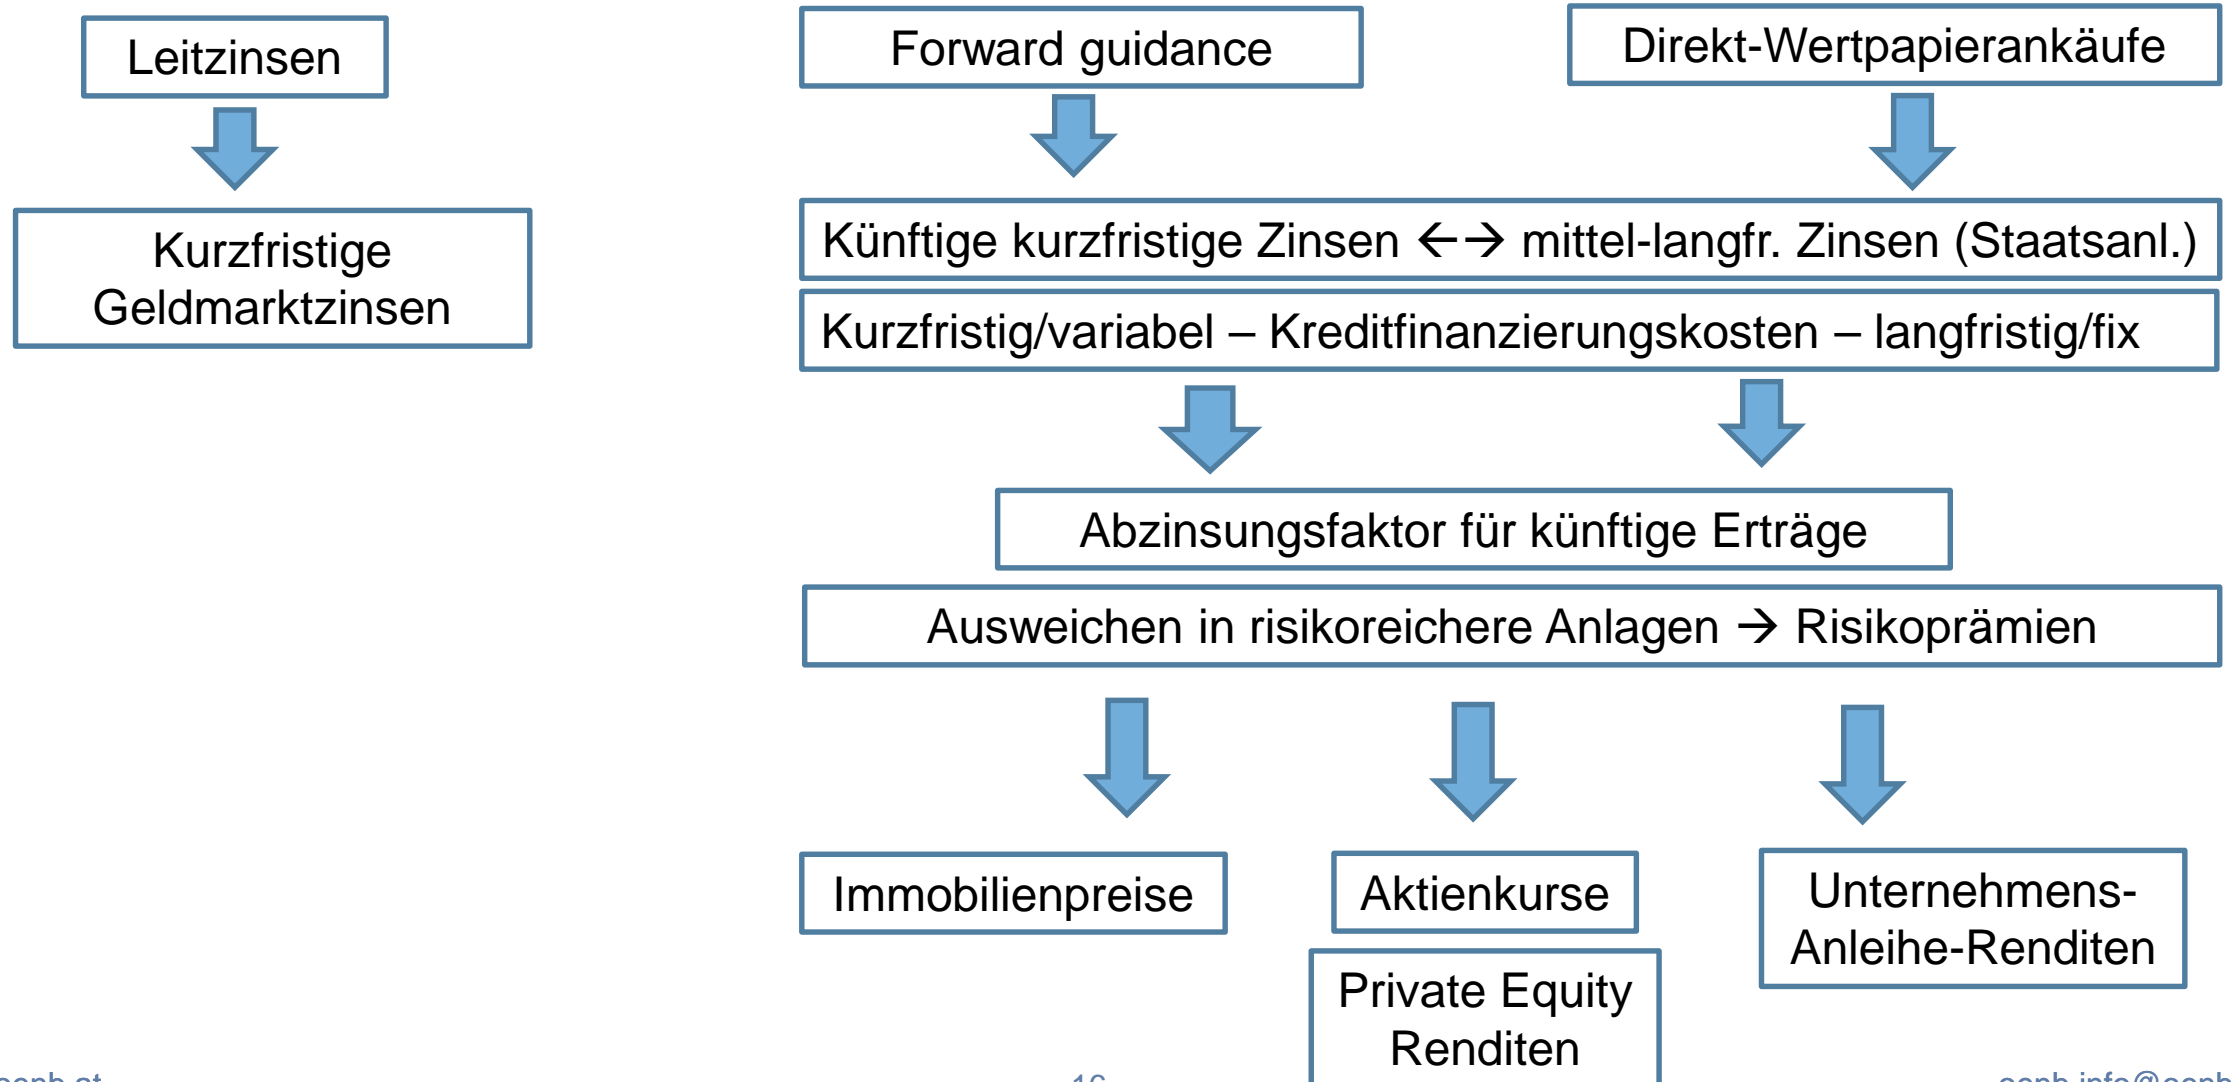 Leitzinsen
Forward guidance
Direkt-Wertpapierankäufe
Kurzfristige
Geldmarktzinsen
Künftige kurzfristige Zinsen ←→ mittel-langfr. Zinsen (Staatsanl.)
Kurzfristig/variabel – Kreditfinanzierungskosten – langfristig/fix
Abzinsungsfaktor für künftige Erträge
Ausweichen in risikoreichere Anlagen → Risikoprämien
Immobilienpreise
Aktienkurse
Unternehmens-
Anleihe-Renditen
Private Equity
Renditen